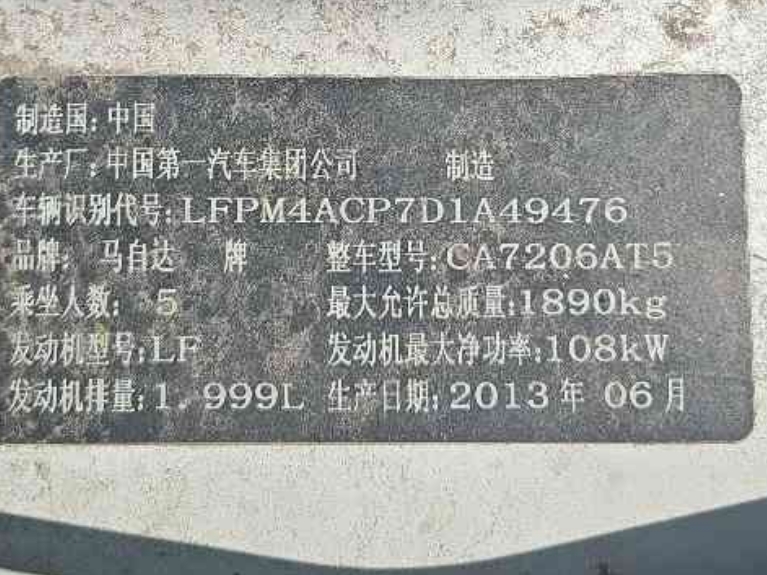 制造国:中国
生产厂:中国第一汽车集团公司 制造
车辆识别代号:LFPM4ACP7D1A49476
品牌: 马自达 牌 整车型号:CA7206AT5
乘坐人数: 5 最大允许总质量:1890kg
发动机型号:LF 发动机最大净功率:108kW
发动机排量:1.999L 生产日期:2013年 06月